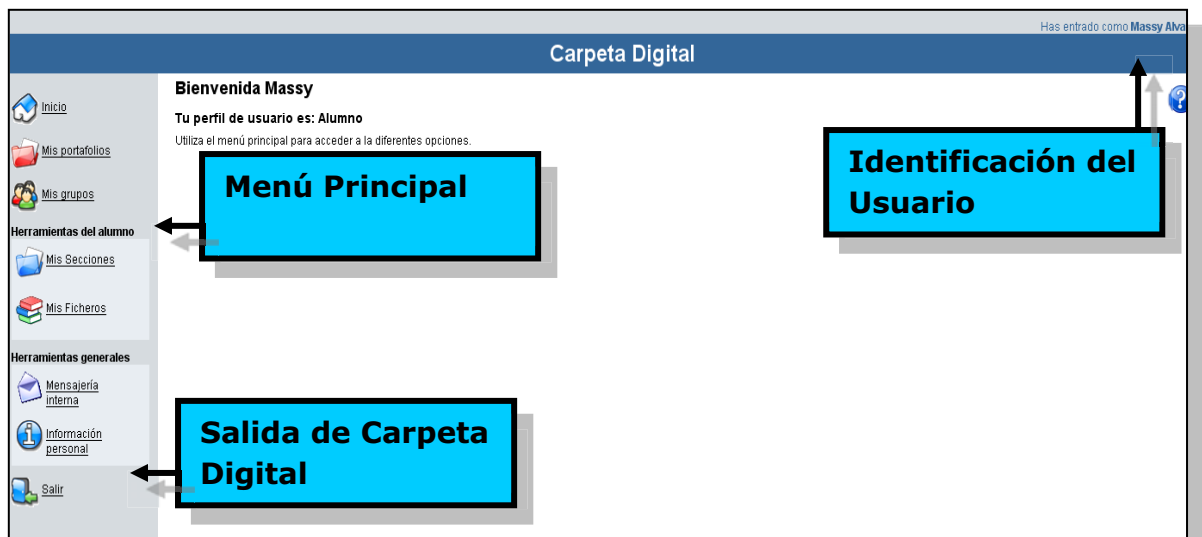 Has entrado como Massy Alva
Carpeta Digital
Bienvenida Massy
Tu perfil de usuario es: Alumno
Utiliza el menú principal para acceder a la diferentes opciones.
Inicio
Mis portafolios
Mis grupos
Herramientas del alumno
Mis Secciones
Mis Ficheros
Herramientas generales
Mensajería
interna
Información
personal
Salir
Menú Principal
Identificación del
Usuario
Salida de Carpeta
Digital